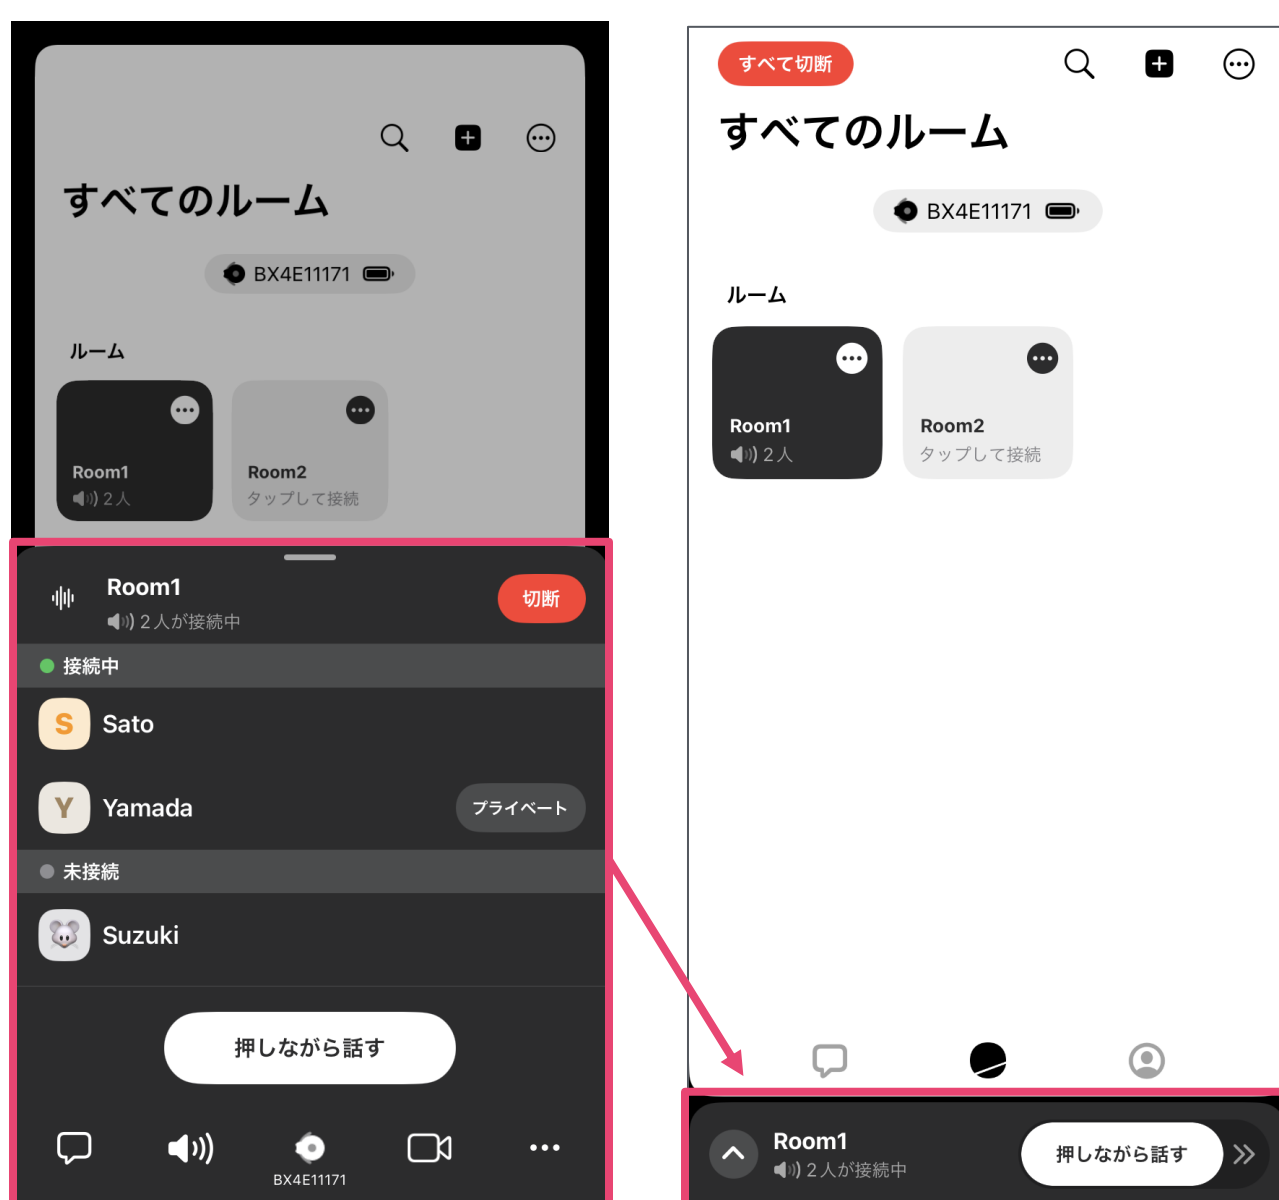 すべてのルーム
BX4E11171
ルーム
Room1
2人
Room2
タップして接続
Room1
2人が接続中
切断
接続中
S
Sato
Y
Yamada
プライベート
未接続
Suzuki
押しながら話す
BX4E11171
すべて切断
すべてのルーム
BX4E11171
ルーム
Room1
2人
Room2
タップして接続
Room1
2人が接続中
押しながら話す